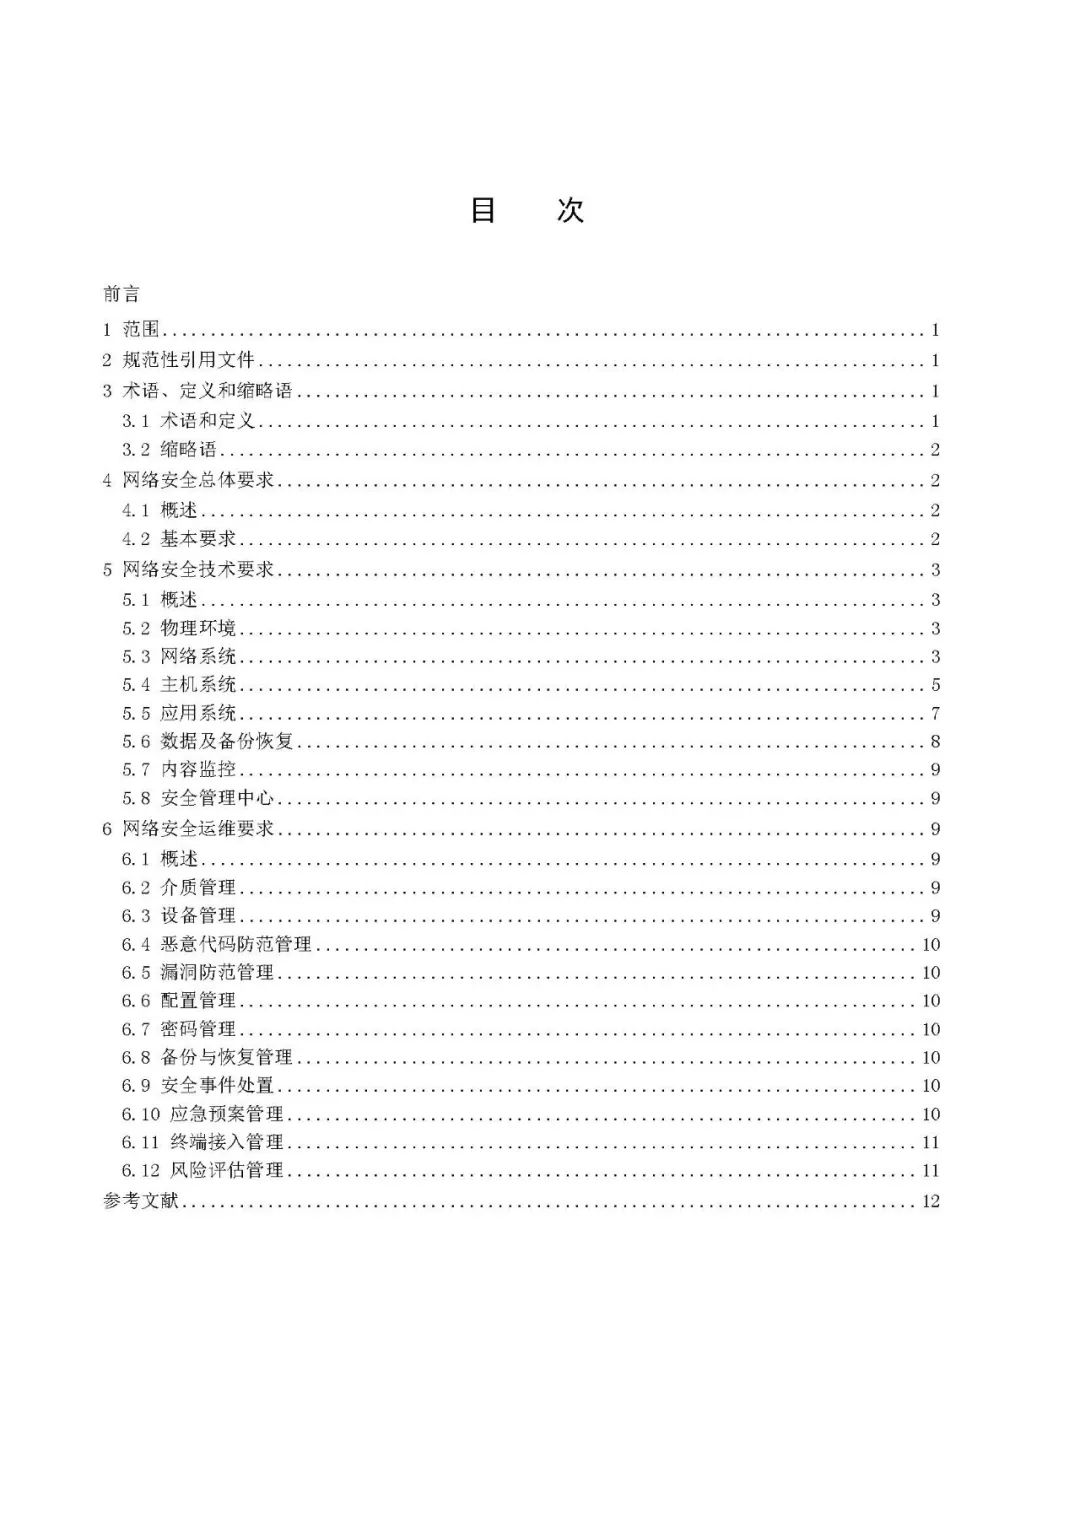 目 次
前言
1 范围........................................ 1
2 规范性引用文件........................................ 1
3 术语、定义和缩略语........................................ 1
3.1 术语和定义........................................ 1
3.2 缩略语........................................ 2
4 网络安全总体要求........................................ 2
4.1 概述........................................ 2
4.2 基本要求........................................ 2
5 网络安全技术要求........................................ 3
5.1 概述........................................ 3
5.2 物理环境........................................ 3
5.3 网络系统........................................ 3
5.4 主机系统........................................ 5
5.5 应用系统........................................ 7
5.6 数据及备份恢复........................................ 8
5.7 内容监控........................................ 9
5.8 安全管理中心........................................ 9
6 网络安全运维要求........................................ 9
6.1 概述........................................ 9
6.2 介质管理........................................ 9
6.3 设备管理........................................ 9
6.4 恶意代码防范管理........................................ 10
6.5 漏洞防范管理........................................ 10
6.6 配置管理........................................ 10
6.7 密码管理........................................ 10
6.8 备份与恢复管理........................................ 10
6.9 安全事件处置........................................ 10
6.10 应急预案管理........................................ 10
6.11 终端接入管理........................................ 11
6.12 风险评估管理........................................ 11
参考文献........................................ 12